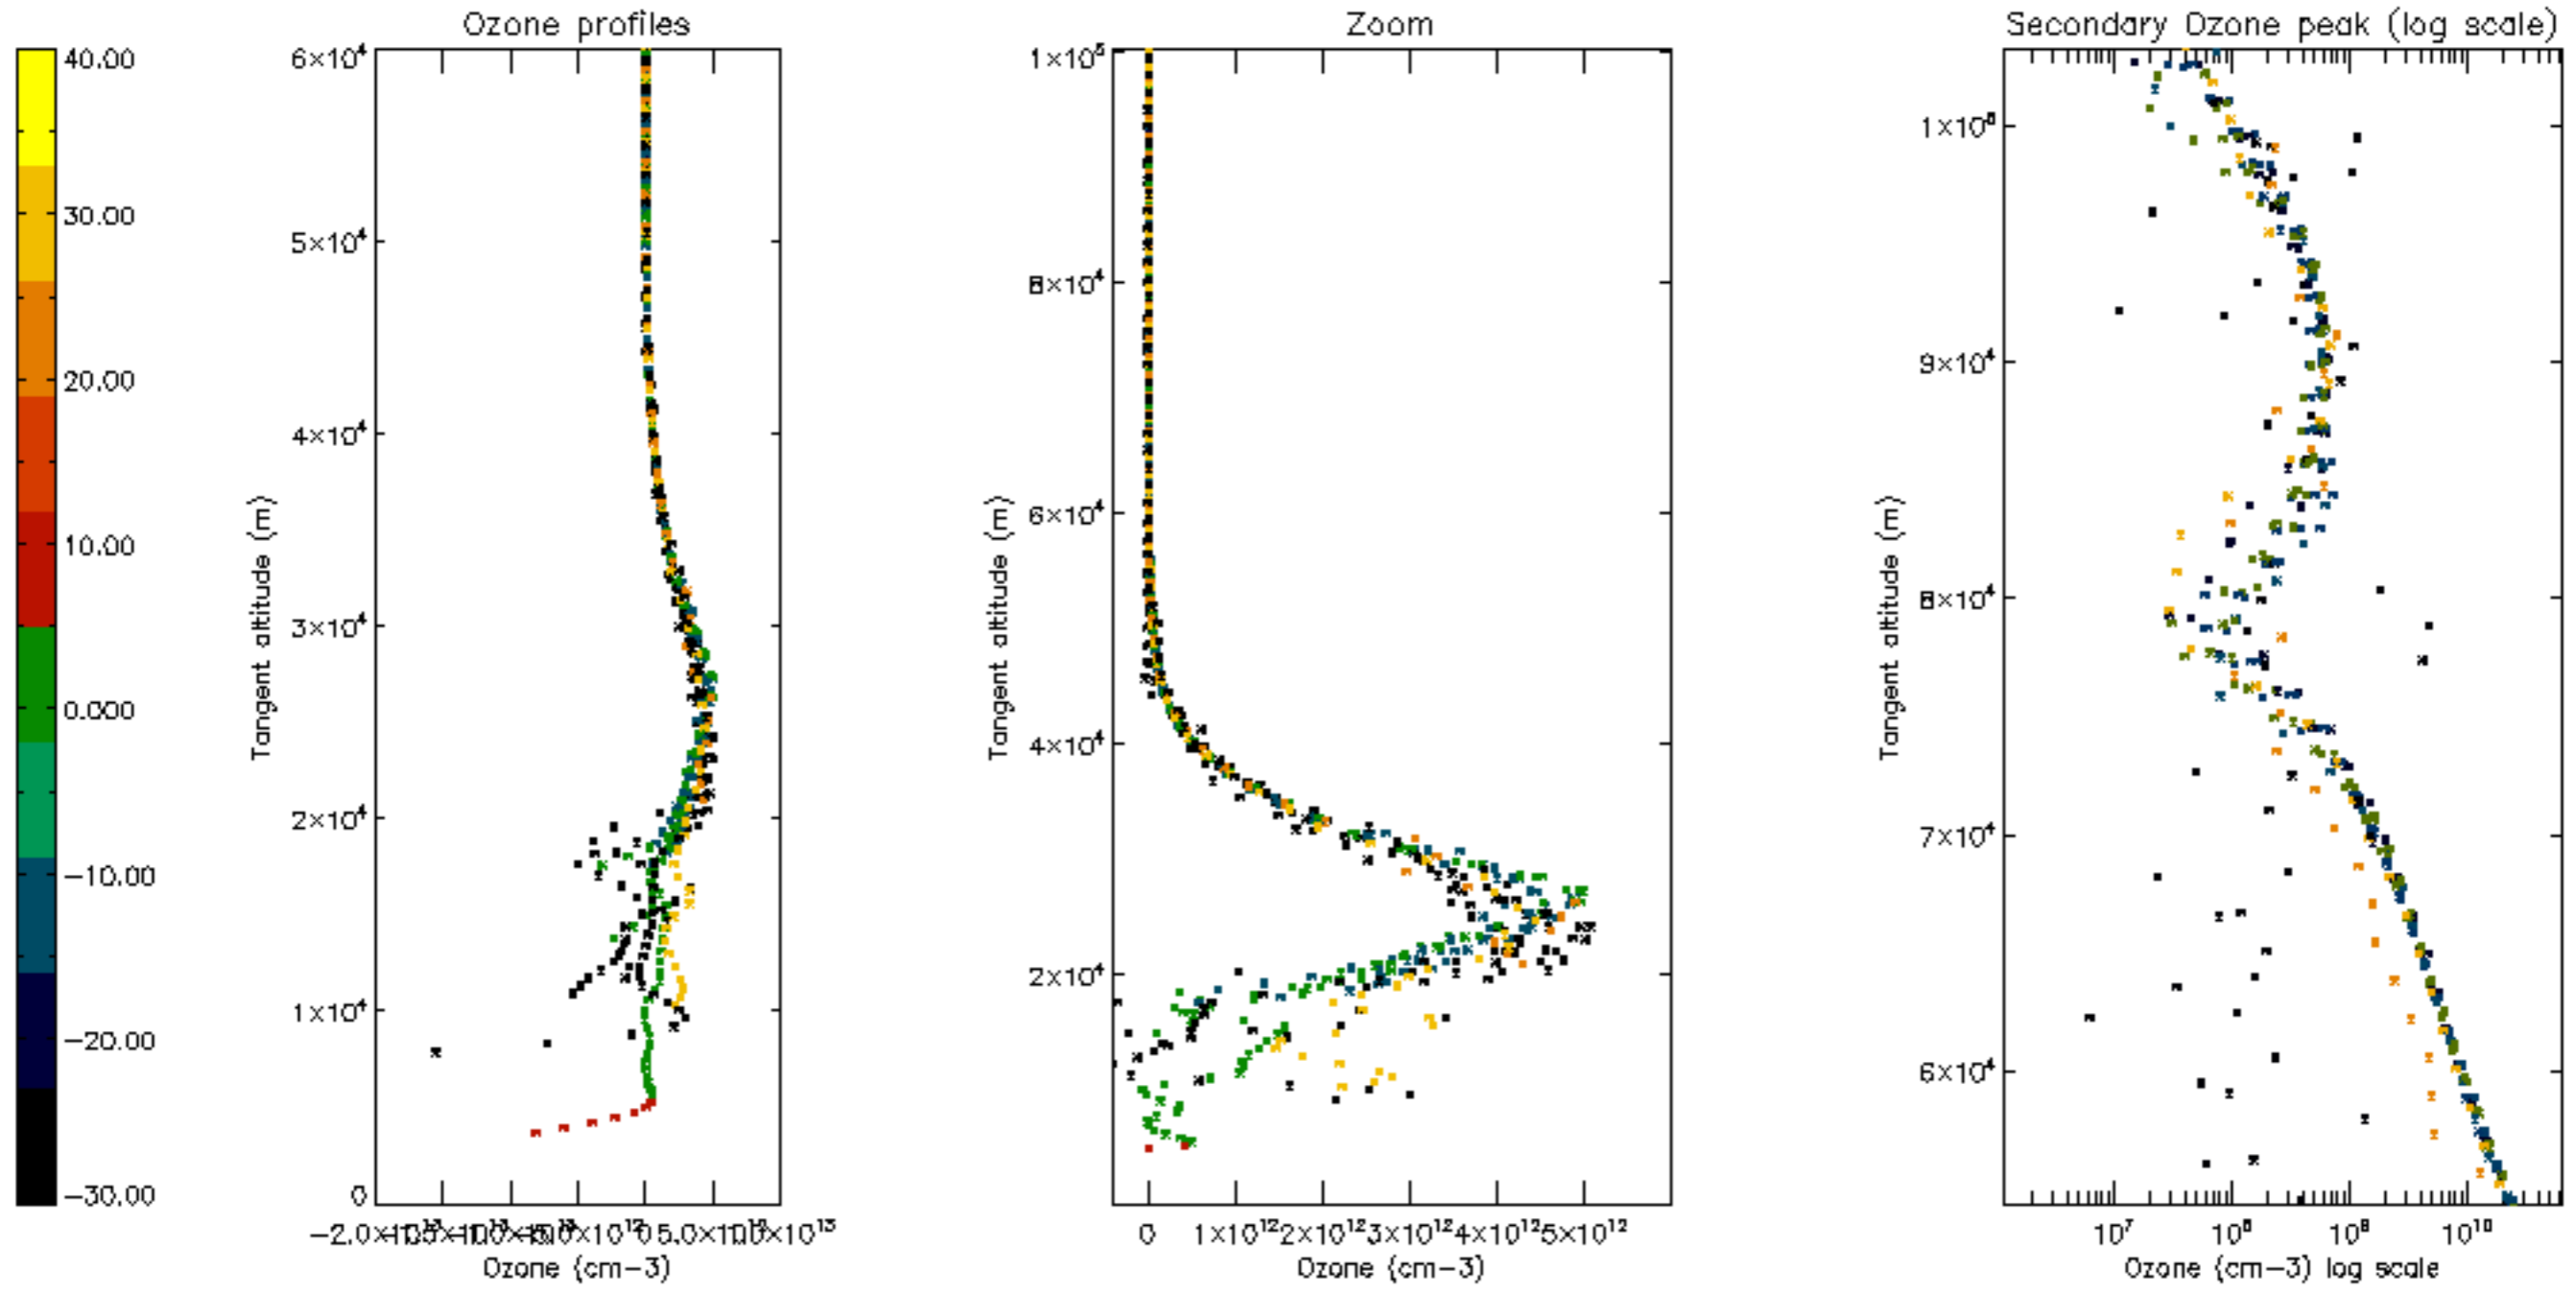 Ozone profiles
Zoom
Secondary Ozone peak (log scale)
40.00
30.00
20.00
10.00
0.000
−10.00
−20.00
−30.00
6×10⁴
5×10⁴
4×10⁴
3×10⁴
2×10⁴
1×10⁴
0
Tangent altitude (m)
Ozone (cm−3)
1×10⁵
8×10⁴
6×10⁴
4×10⁴
2×10⁴
Tangent altitude (m)
0 1×10¹² 2×10¹² 3×10¹² 4×10¹² 5×10¹²
Ozone (cm−3)
9×10⁴
8×10⁴
7×10⁴
6×10⁴
Tangent altitude (m)
10⁷ 10⁸ 10⁹ 10¹⁰
Ozone (cm−3) log scale